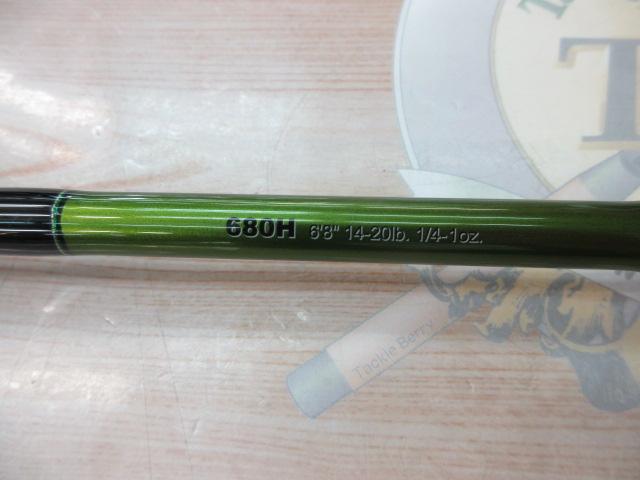 T
680H 6'8" 14-20lb. 1/4-1oz.
Tackle Berry